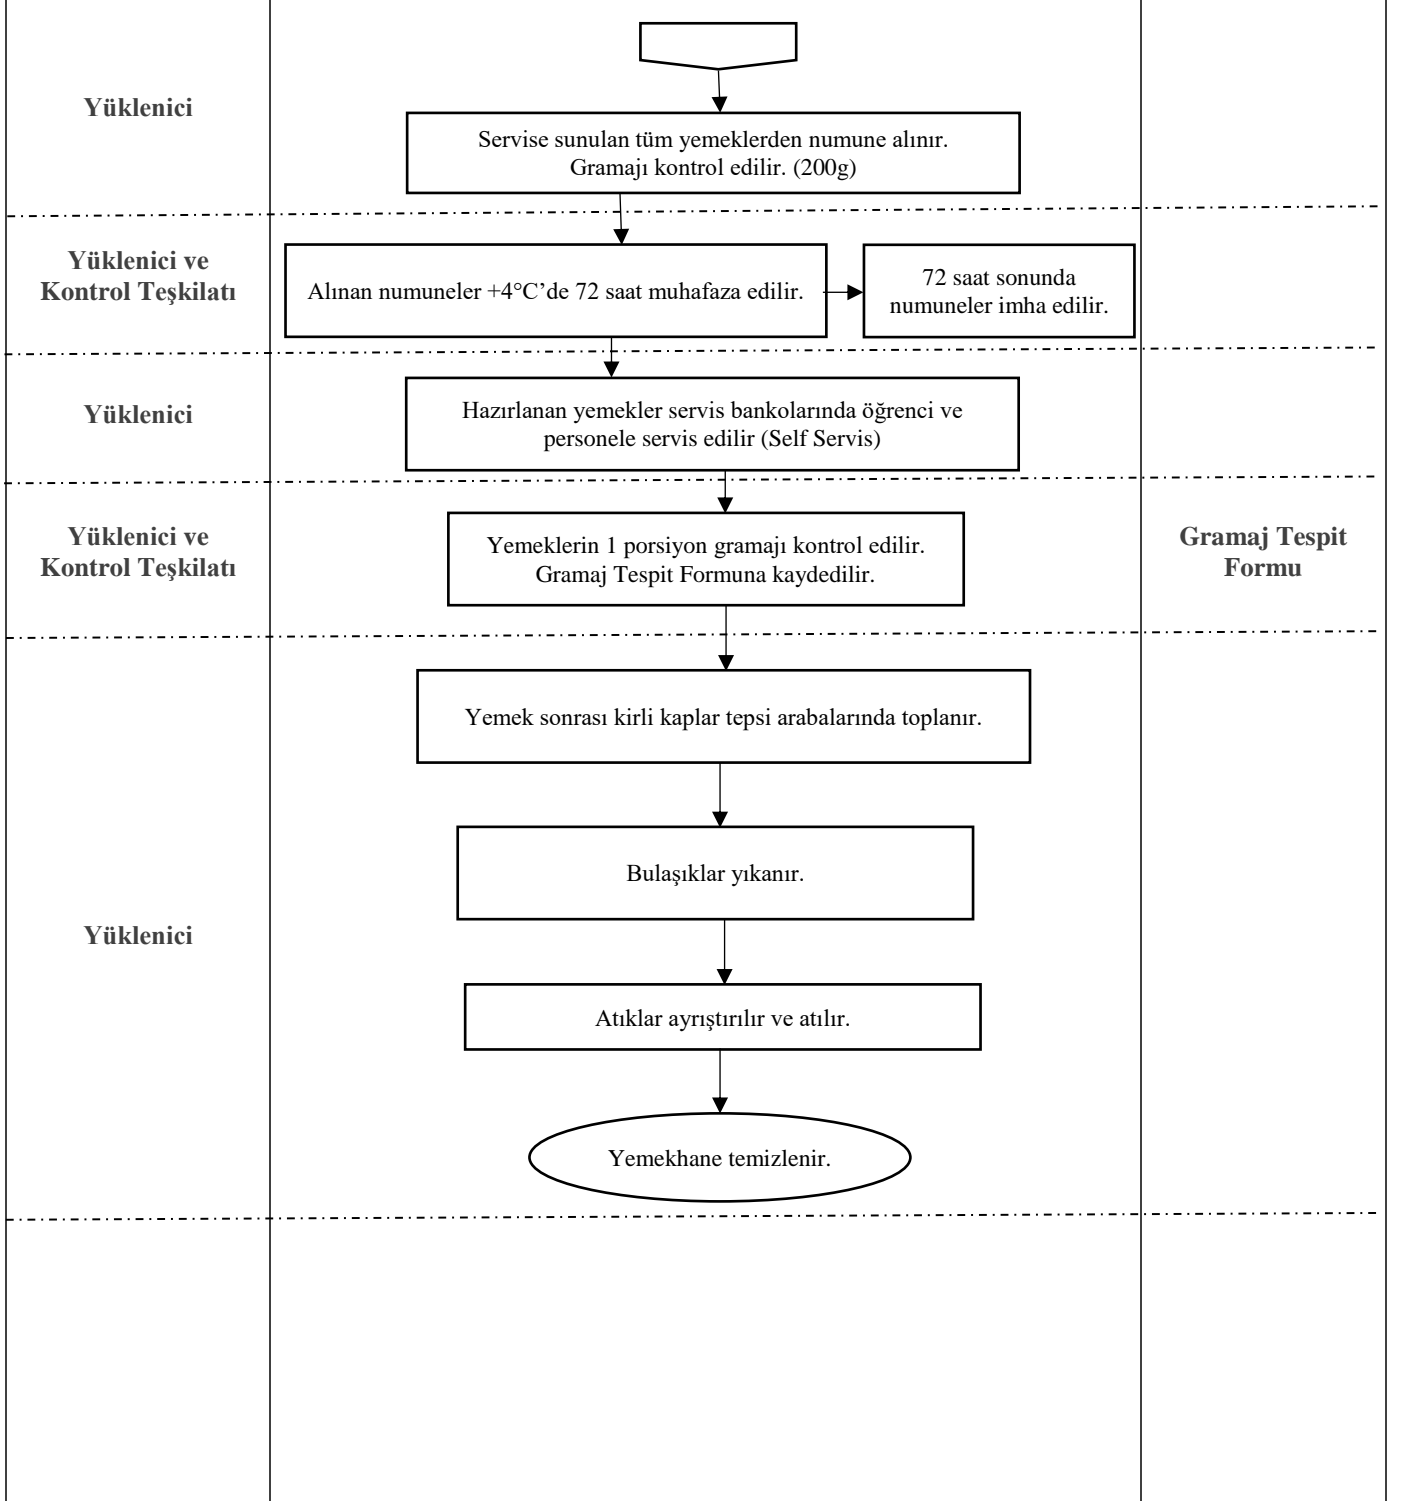 Yüklenici
Servise sunulan tüm yemeklerden numune alınır.
Gramajı kontrol edilir. (200g)
Yüklenici ve
Kontrol Teşkilatı
Alınan numuneler +4°C’de 72 saat muhafaza edilir.
72 saat sonunda
numuneler imha edilir.
Yüklenici
Hazırlanan yemekler servis bankolarında öğrenci ve
personele servis edilir (Self Servis)
Yüklenici ve
Kontrol Teşkilatı
Yemeklerin 1 porsiyon gramajı kontrol edilir.
Gramaj Tespit Formuna kaydedilir.
Gramaj Tespit
Formu
Yemek sonrası kirli kaplar tepsi arabalarında toplanır.
Bulaşıklar yıkanır.
Yüklenici
Atıklar ayrıştırılır ve atılır.
Yemekhane temizlenir.